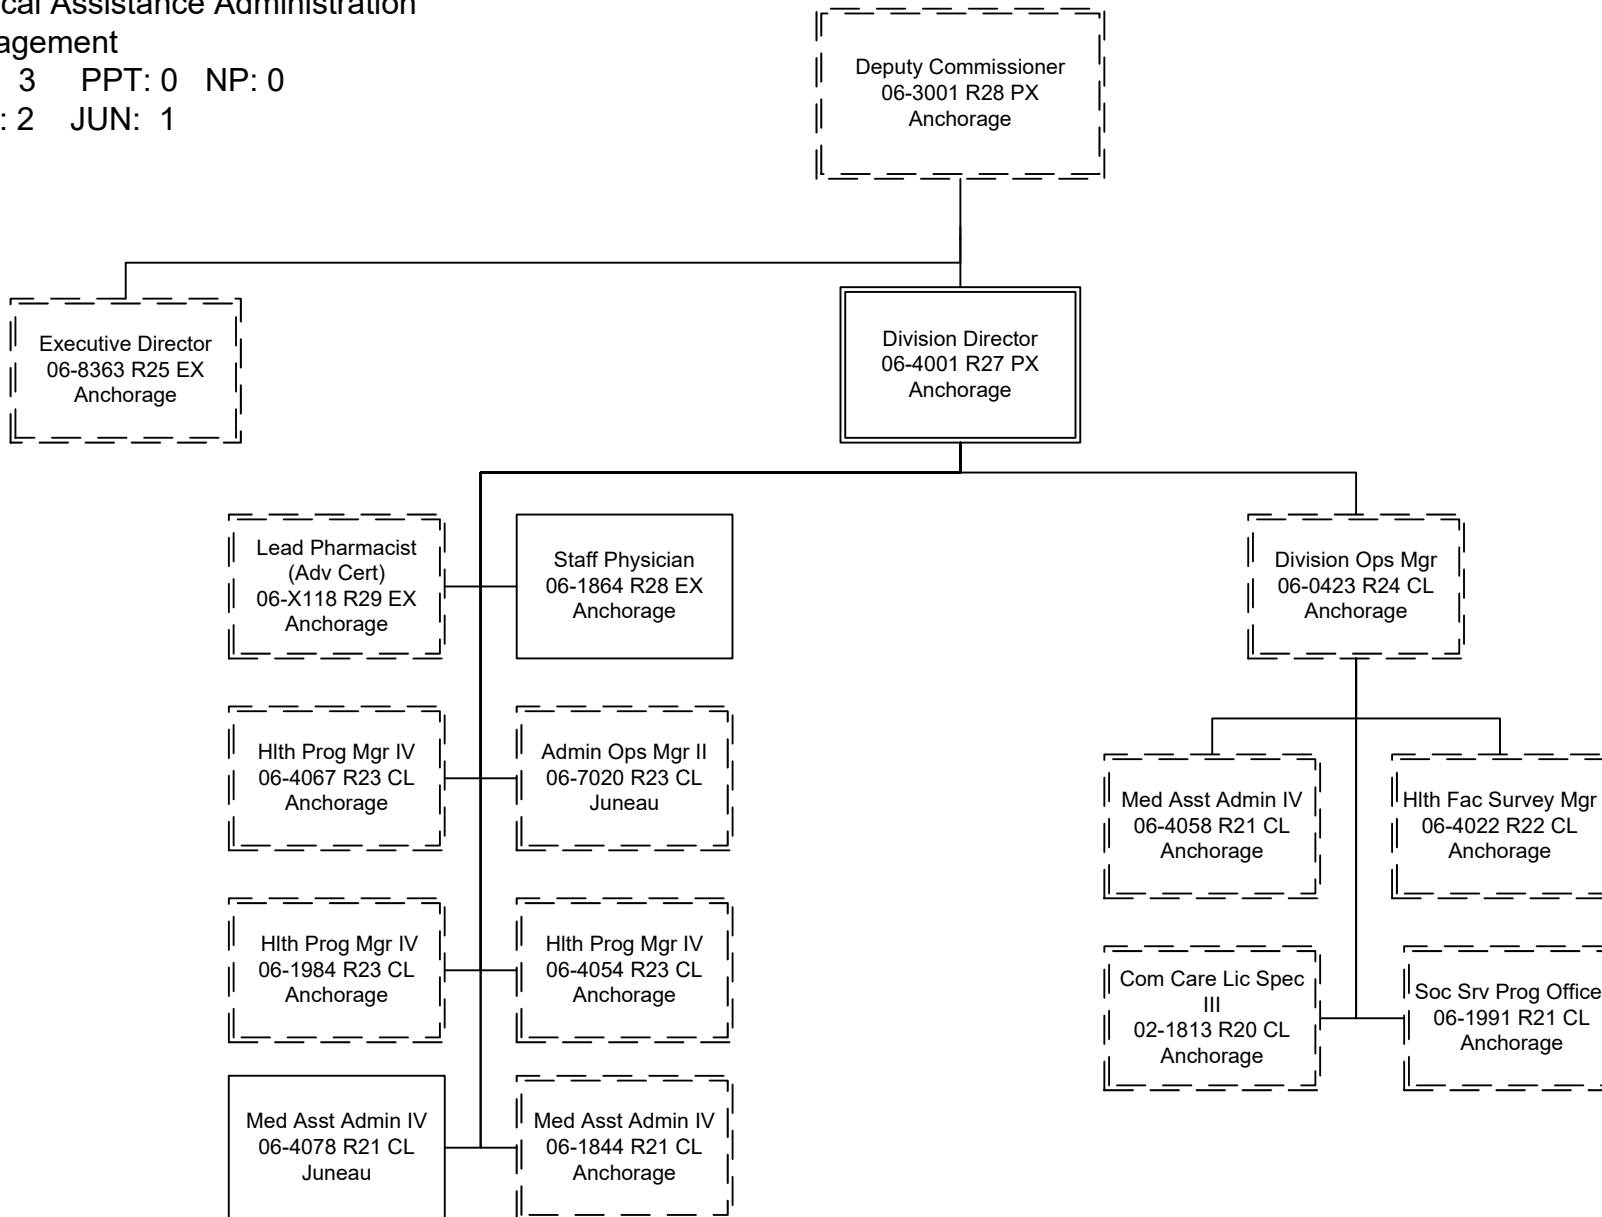 cal Assistance Administration
agement
3 PPT: 0 NP: 0
: 2 JUN: 1
Deputy Commissioner
06-3001 R28 PX
Anchorage
Executive Director
06-8363 R25 EX
Anchorage
Division Director
06-4001 R27 PX
Anchorage
Lead Pharmacist
(Adv Cert)
06-X118 R29 EX
Anchorage
Staff Physician
06-1864 R28 EX
Anchorage
Division Ops Mgr
06-0423 R24 CL
Anchorage
Hlth Prog Mgr IV
06-4067 R23 CL
Anchorage
Admin Ops Mgr II
06-7020 R23 CL
Juneau
Med Asst Admin IV
06-4058 R21 CL
Anchorage
Hlth Fac Survey Mgr
06-4022 R22 CL
Anchorage
Hlth Prog Mgr IV
06-1984 R23 CL
Anchorage
Hlth Prog Mgr IV
06-4054 R23 CL
Anchorage
Com Care Lic Spec
III
02-1813 R20 CL
Anchorage
Soc Srv Prog Office
06-1991 R21 CL
Anchorage
Med Asst Admin IV
06-4078 R21 CL
Juneau
Med Asst Admin IV
06-1844 R21 CL
Anchorage